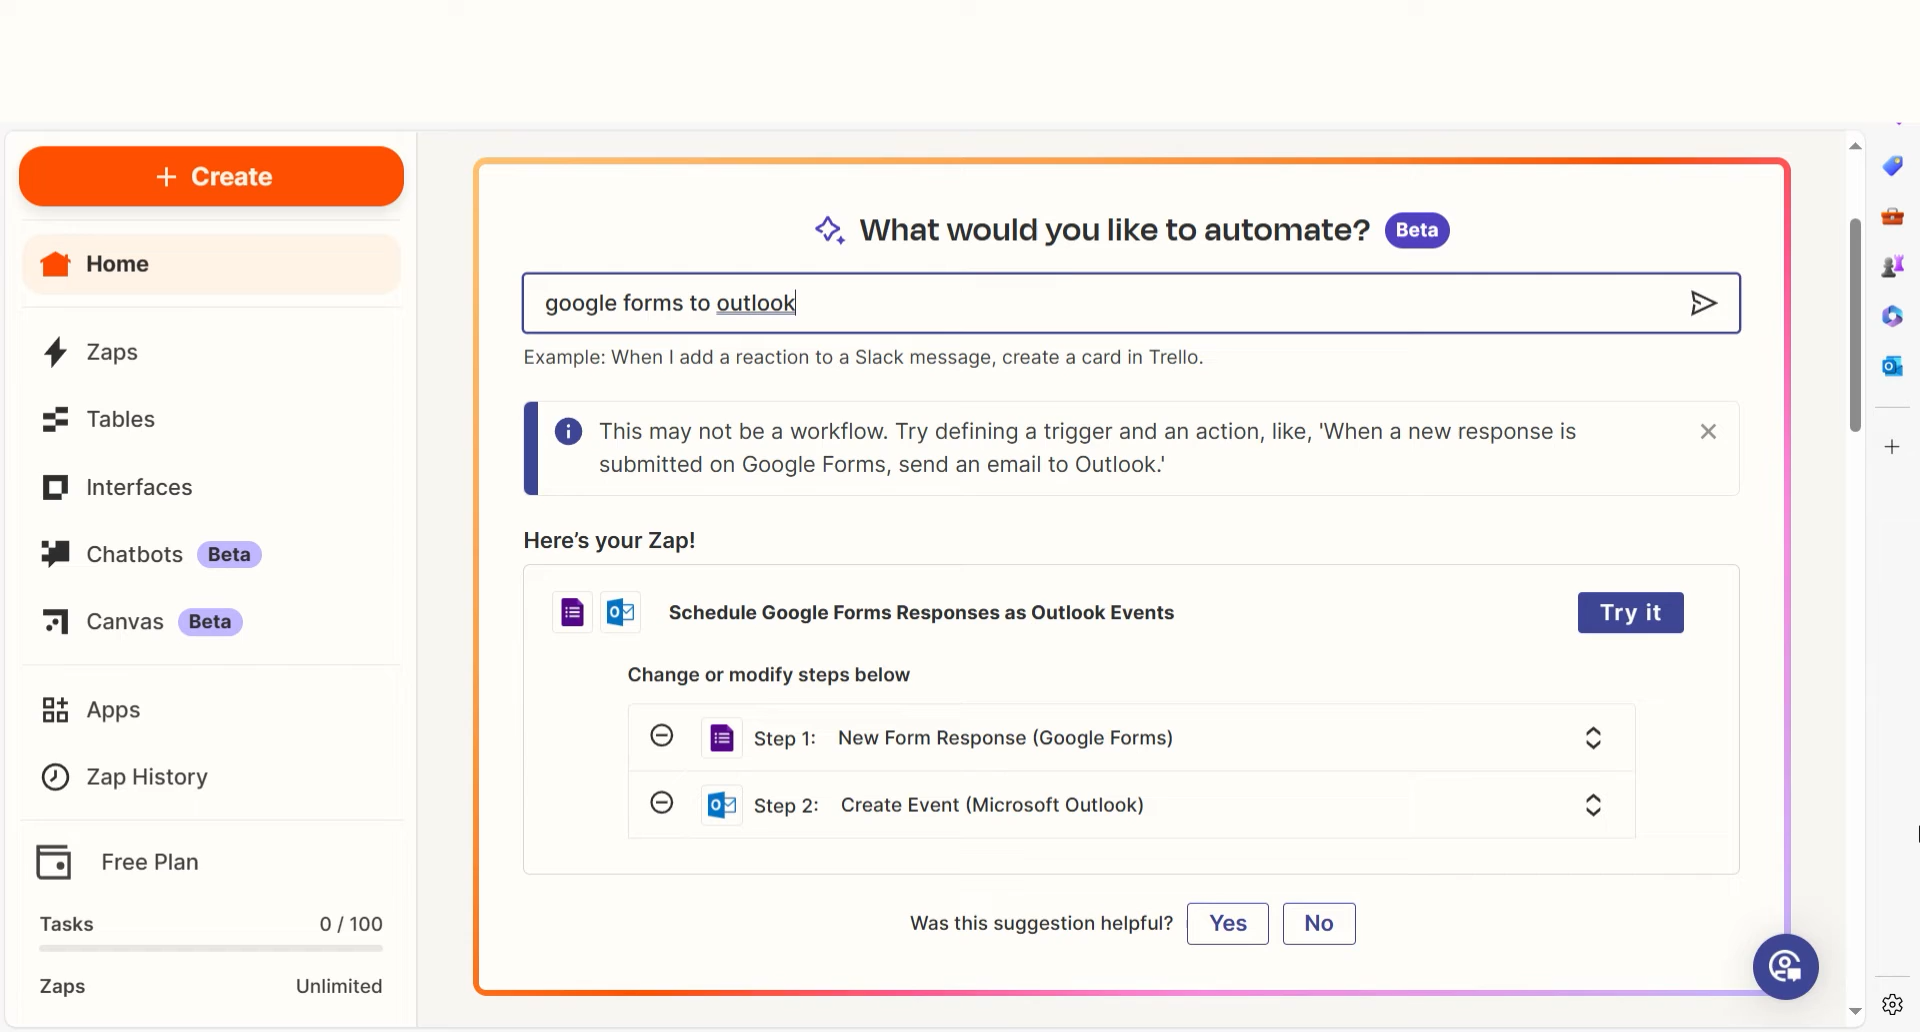 + Create
Home
Zaps
Tables
Interfaces
Chatbots Beta
Canvas Beta
Apps
Zap History
Free Plan
Tasks 0 / 100
Zaps Unlimited
What would you like to automate? Beta
google forms to outlook
Example: When I add a reaction to a Slack message, create a card in Trello.
This may not be a workflow. Try defining a trigger and an action, like, 'When a new response is
submitted on Google Forms, send an email to Outlook.'
Here's your Zap!
Schedule Google Forms Responses as Outlook Events Try it
Change or modify steps below
Step 1: New Form Response (Google Forms)
Step 2: Create Event (Microsoft Outlook)
Was this suggestion helpful? Yes No